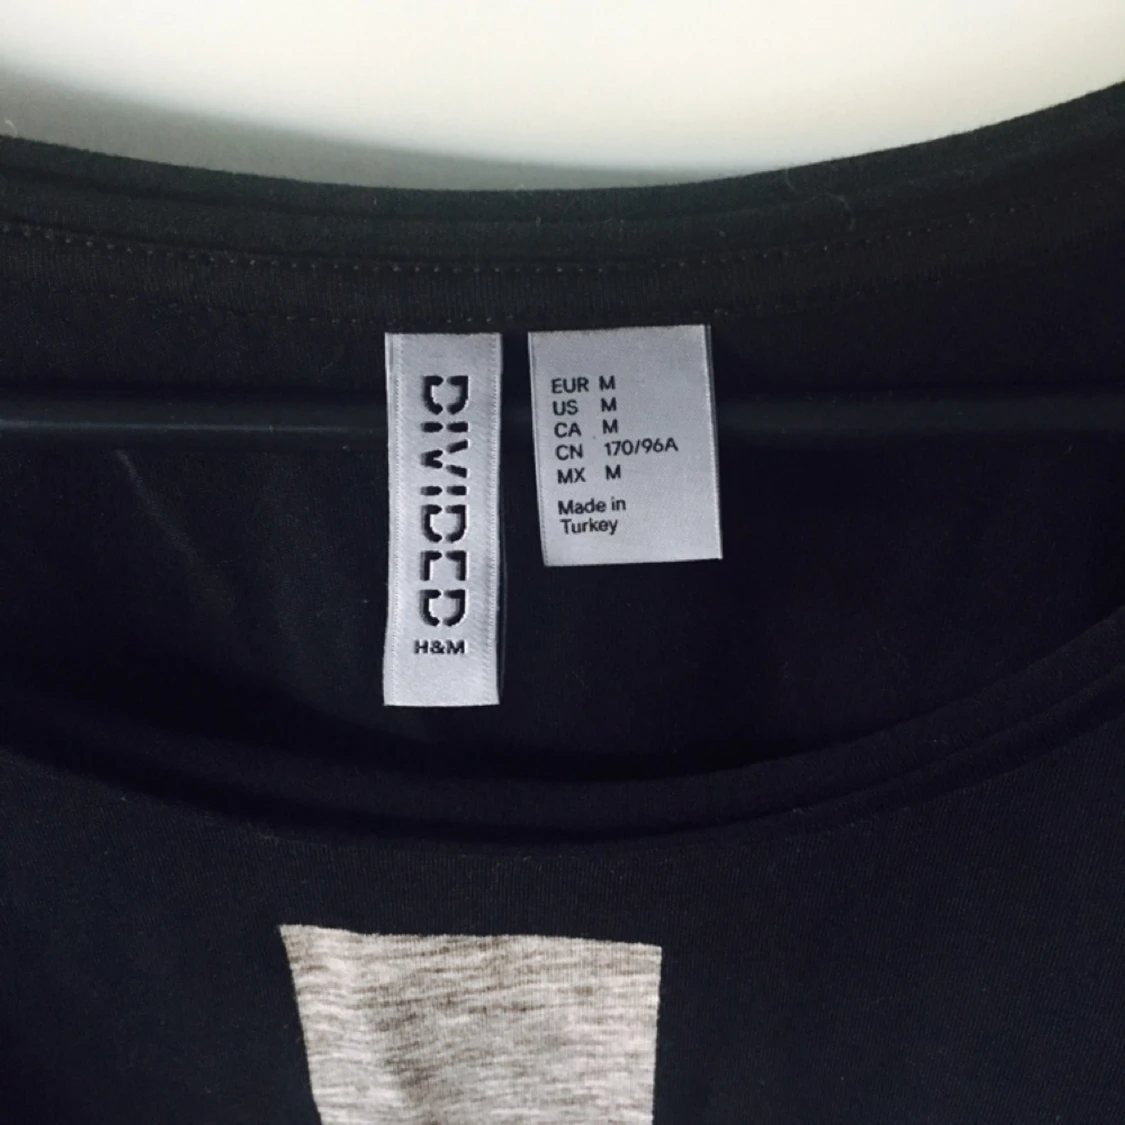 DIVIDED
H&M
EUR M
US M
CA M
CN 170/96A
MX M
Made in
Turkey